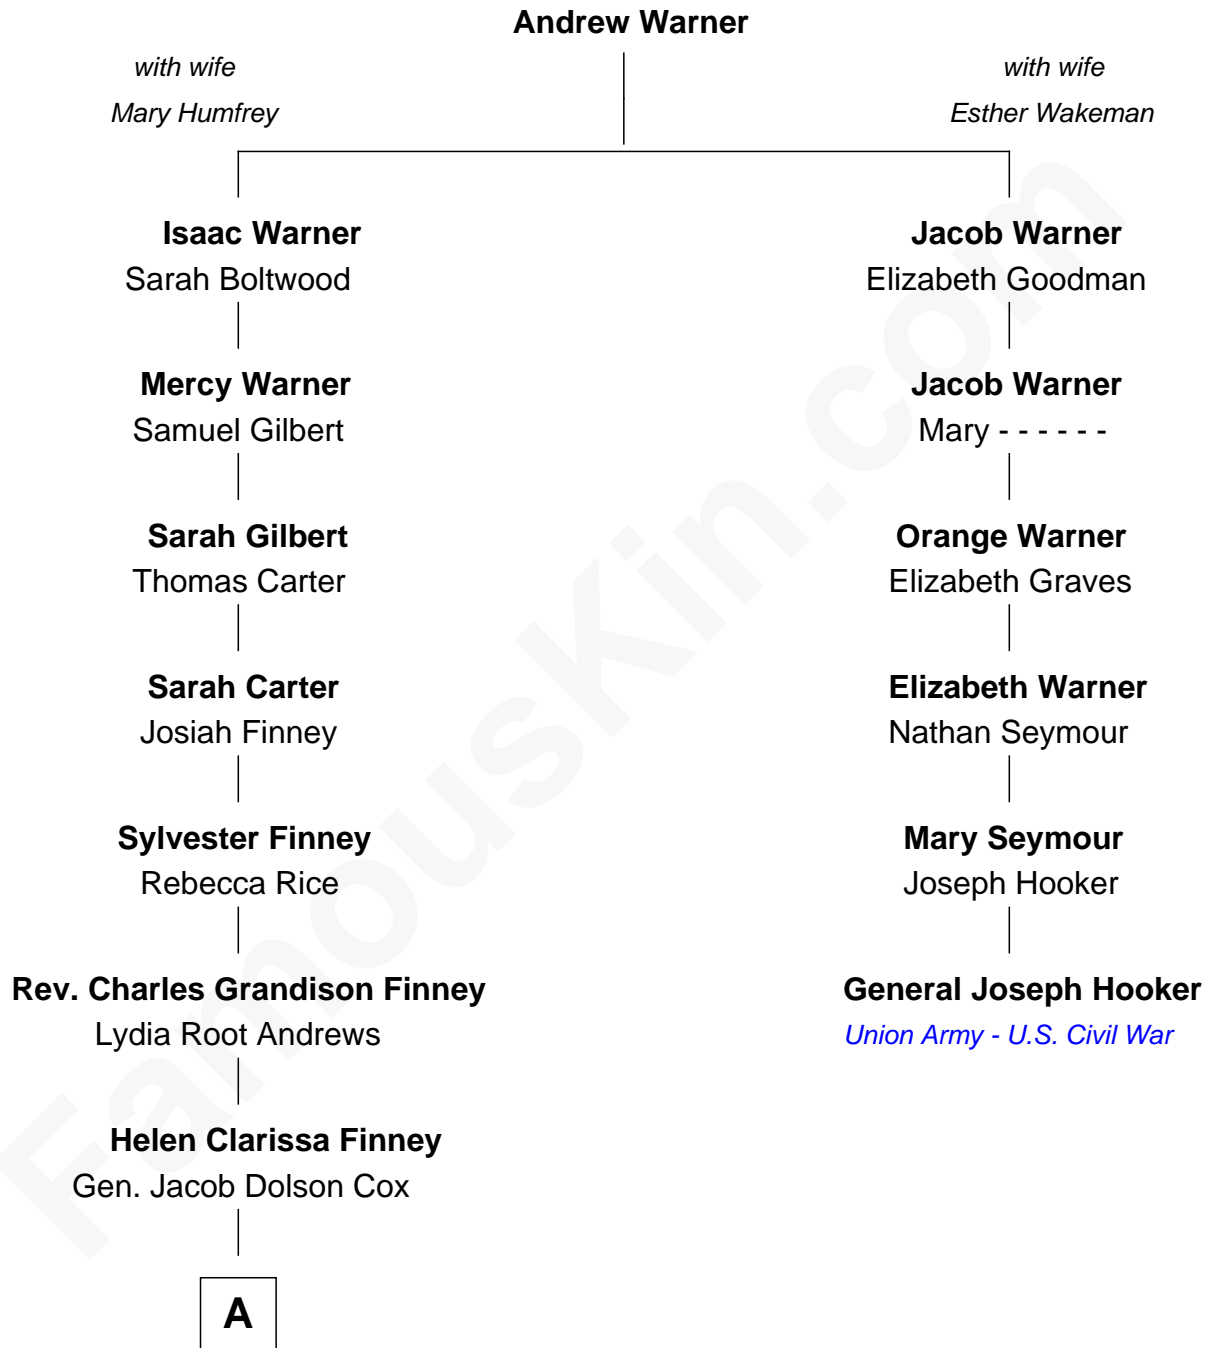 Andrew Warner
with wife
Mary Humfrey
with wife
Esther Wakeman
Isaac Warner
Sarah Boltwood
Jacob Warner
Elizabeth Goodman
Mercy Warner
Samuel Gilbert
Jacob Warner
Mary - - - - - -
Sarah Gilbert
Thomas Carter
Orange Warner
Elizabeth Graves
Sarah Carter
Josiah Finney
Elizabeth Warner
Nathan Seymour
Sylvester Finney
Rebecca Rice
Mary Seymour
Joseph Hooker
Rev. Charles Grandison Finney
Lydia Root Andrews
General Joseph Hooker
Union Army - U.S. Civil War
Helen Clarissa Finney
Gen. Jacob Dolson Cox
A
FamousKin.com